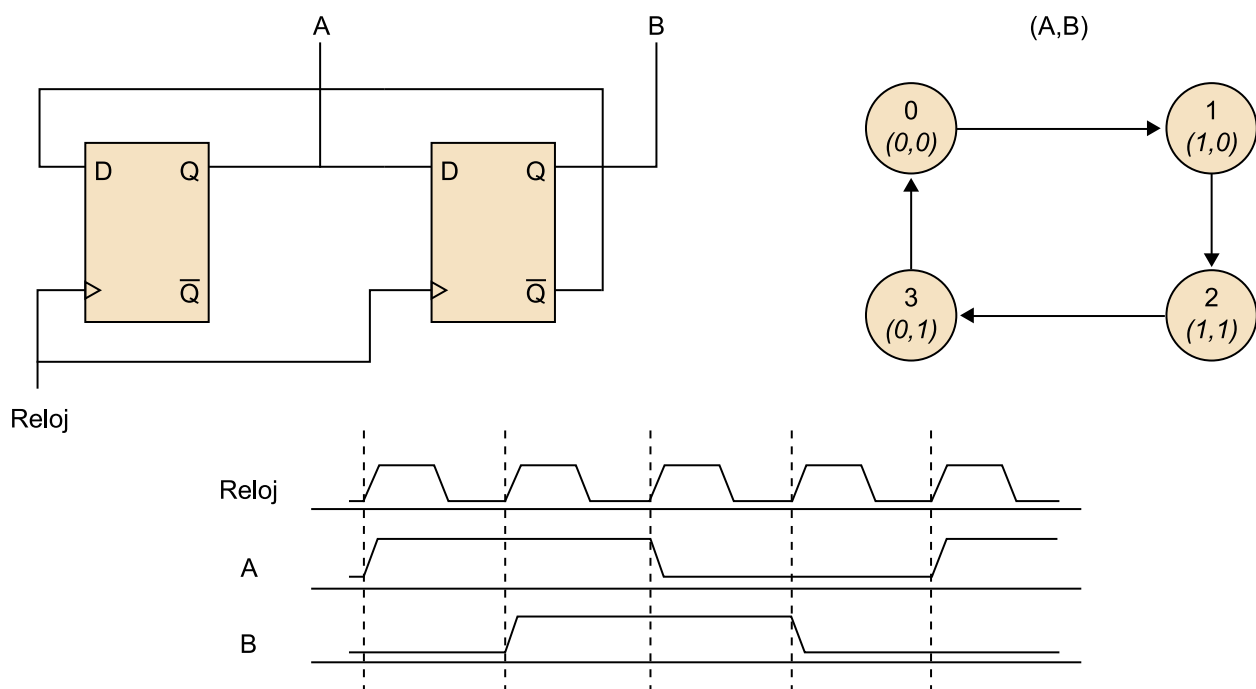 A
B
(A,B)
D Q
D Q
Q̅
Q̅
Reloj
0
(0,0)
1
(1,0)
3
(0,1)
2
(1,1)
Reloj
A
B